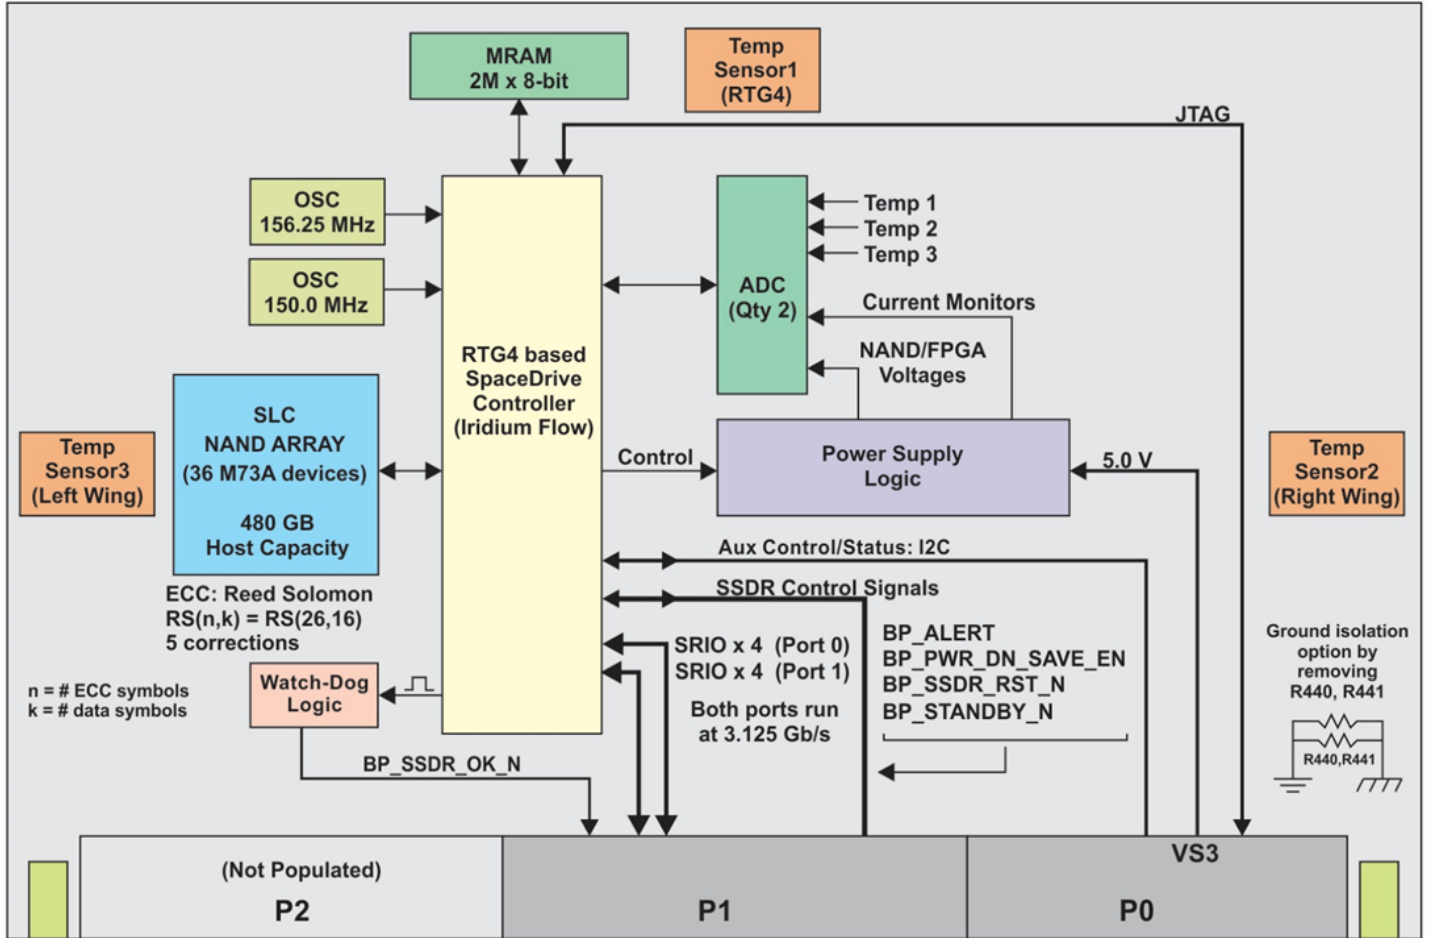 MRAM
2M x 8-bit
Temp
Sensor1
(RTG4)
JTAG
OSC
156.25 MHz
OSC
150.0 MHz
RTG4 based
SpaceDrive
Controller
(Iridium Flow)
ADC
(Qty 2)
Temp 1
Temp 2
Temp 3
Current Monitors
NAND/FPGA
Voltages
SLC
NAND ARRAY
(36 M73A devices)
480 GB
Host Capacity
Temp
Sensor3
(Left Wing)
Control
Power Supply
Logic
5.0 V
Temp
Sensor2
(Right Wing)
Aux Control/Status: I2C
SSDR Control Signals
ECC: Reed Solomon
RS(n,k) = RS(26,16)
5 corrections
n = # ECC symbols
k = # data symbols
Watch-Dog
Logic
SRIO x 4 (Port 0)
SRIO x 4 (Port 1)
Both ports run
at 3.125 Gb/s
BP_ALERT
BP_PWR_DN_SAVE_EN
BP_SSDR_RST_N
BP_STANDBY_N
Ground isolation
option by
removing
R440, R441
R440,R441
BP_SSDR_OK_N
(Not Populated)
P2
P1
VS3
P0